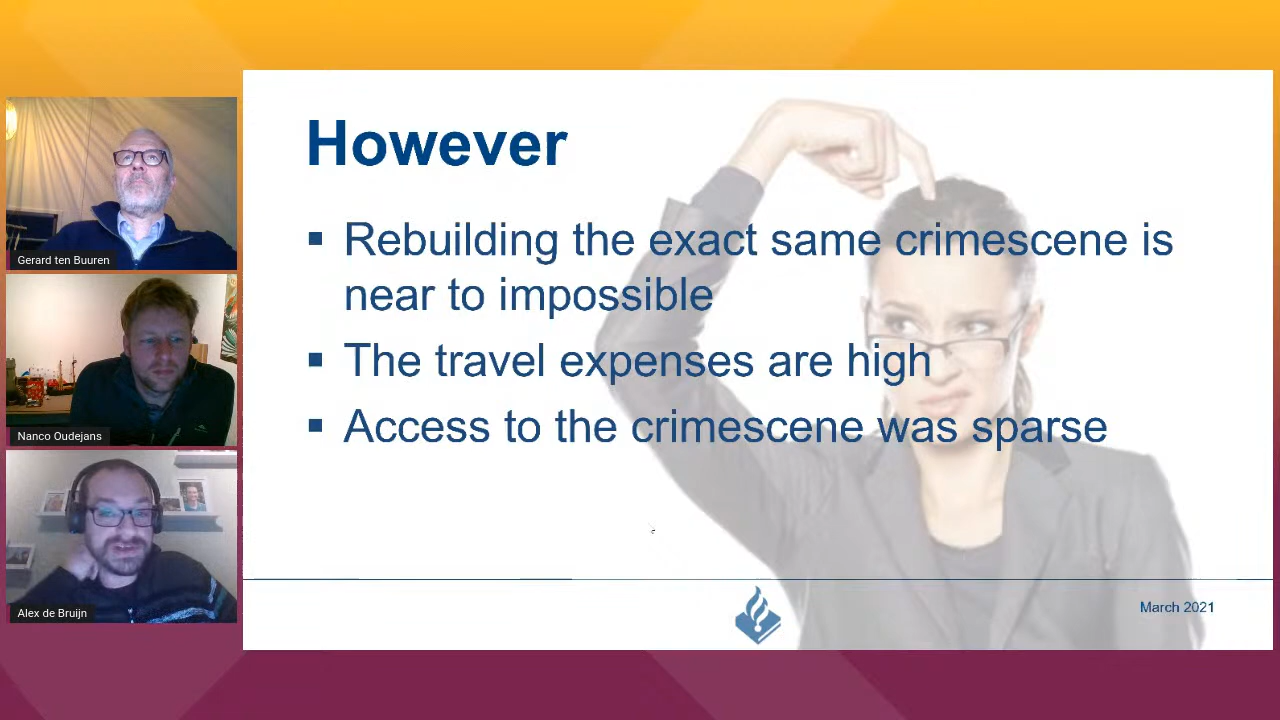 However
Rebuilding the exact same crimescene is
near to impossible
The travel expenses are high
Access to the crimescene was sparse
March 2021
Gerard ten Buuren
Nanco Oudejans
Alex de Bruijn